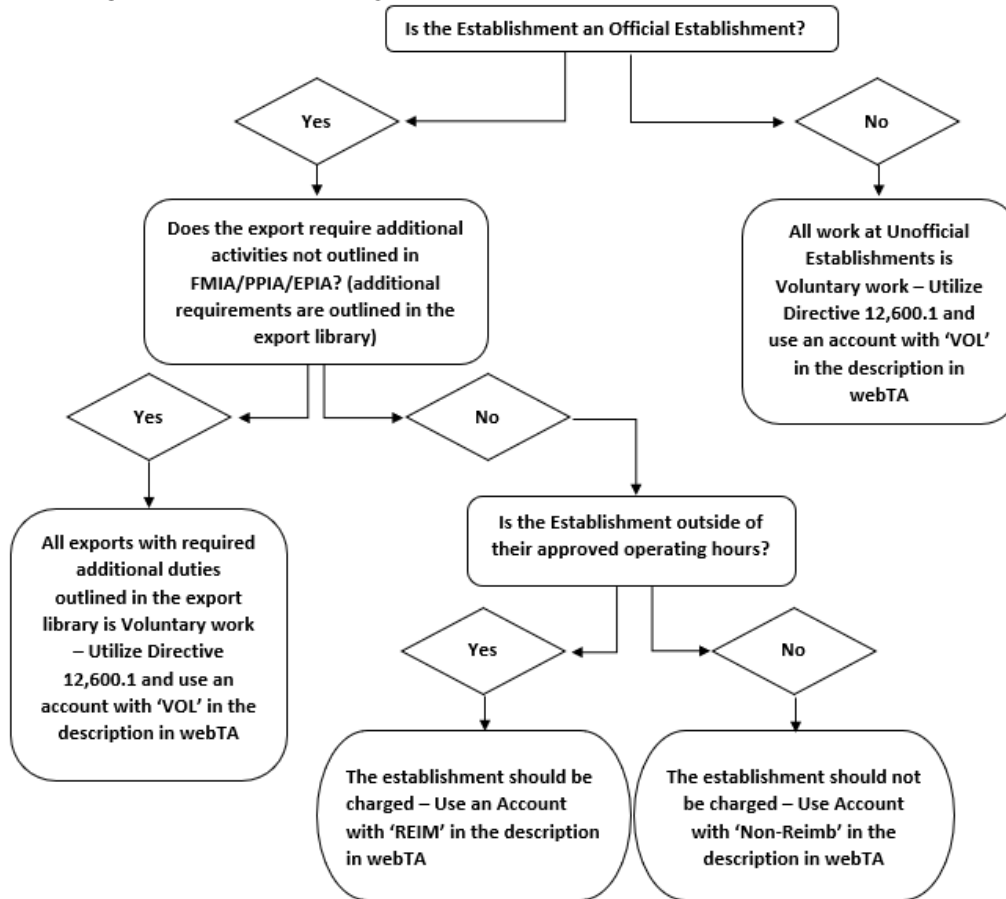 Is the Establishment an Official Establishment?
Yes
No
Does the export require additional
activities not outlined in
FMIA/PPIA/EPIA? (additional
requirements are outlined in the
export library)
All work at Unofficial
Establishments is
Voluntary work – Utilize
Directive 12,600.1 and
use an account with ‘VOL’
in the description in
webTA
Yes
No
All exports with required
additional duties
outlined in the export
library is Voluntary work
– Utilize Directive
12,600.1 and use an
account with ‘VOL’ in the
description in webTA
Is the Establishment outside of
their approved operating hours?
Yes
No
The establishment should be
charged – Use an Account
with ‘REIM’ in the description
in webTA
The establishment should not
be charged – Use Account
with ‘Non-Reimb’ in the
description in webTA